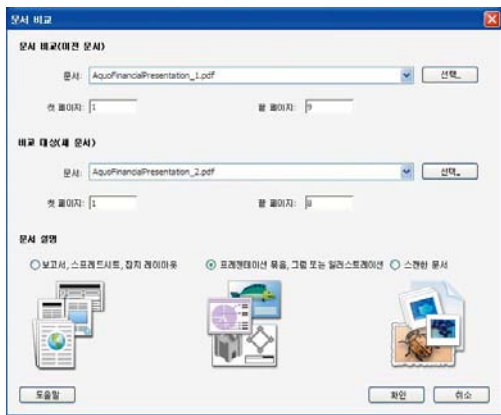 문서 비교
문서 비교(이전 문서)
문서: AquoFinancialPresentation_1.pdf 선택...
첫 페이지: 1 끝 페이지: 9
비교 대상(새 문서)
문서: AquoFinancialPresentation_2.pdf 선택...
첫 페이지: 1 끝 페이지: 8
문서 설명
보고서, 스프레드시트, 잡지 레이아웃 프레젠테이션 묶음, 그림 또는 일러스트레이션 스캔한 문서
도움말 확인 취소